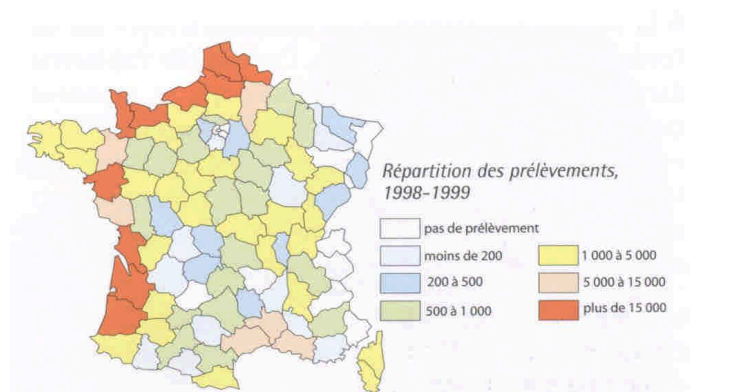 Répartition des prélèvements,
1998-1999
pas de prélèvement
moins de 200
200 à 500
500 à 1 000
1 000 à 5 000
5 000 à 15 000
plus de 15 000